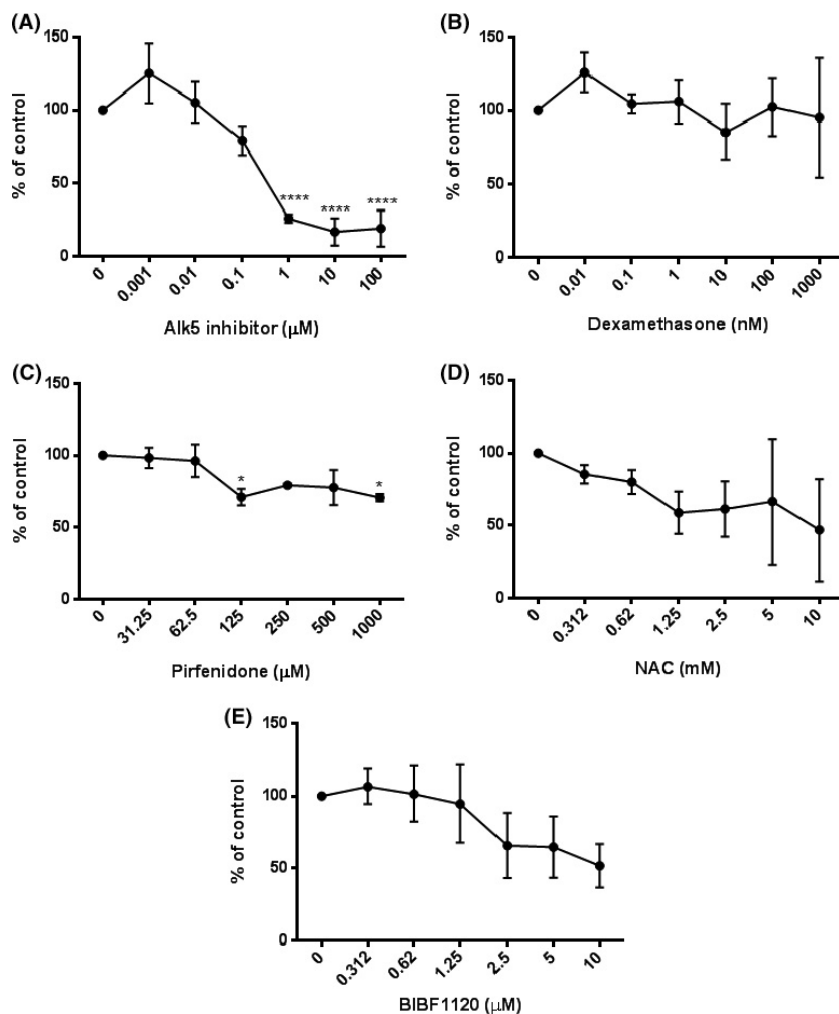 (A)
150
100
50
0
% of control
**** **** ****
0 0.001 0.01 0.1 1 10 100
Alk5 inhibitor (μM)
(B)
150
100
50
0
% of control
0 0.01 0.1 1 10 100 1000
Dexamethasone (nM)
(C)
150
100
50
0
% of control
* *
0 31.25 62.5 125 250 500 1000
Pirfenidone (μM)
(D)
150
100
50
0
% of control
0 0.312 0.62 1.25 2.5 5 10
NAC (mM)
(E)
150
100
50
0
% of control
0 0.312 0.62 1.25 2.5 5 10
BIBF1120 (μM)